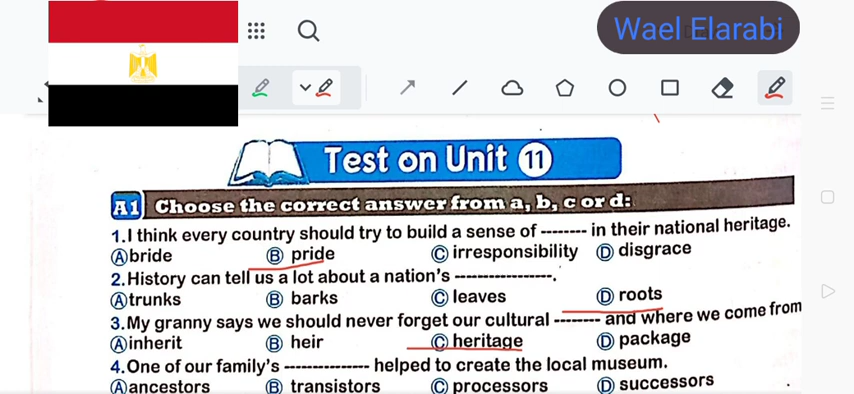 Wael Elarabi
Test on Unit 11
A1 Choose the correct answer from a, b, c or d:
1.I think every country should try to build a sense of -------- in their national heritage.
Ⓐbride Ⓑ pride Ⓒ irresponsibility Ⓓ disgrace
2.History can tell us a lot about a nation's -----------------.
Ⓐtrunks Ⓑ barks Ⓒ leaves Ⓓ roots
3.My granny says we should never forget our cultural -------- and where we come from
Ⓐinherit Ⓑ heir Ⓒ heritage Ⓓ package
4.One of our family's -------------- helped to create the local museum.
Ⓐancestors Ⓑ transistors Ⓒ processors Ⓓ successors